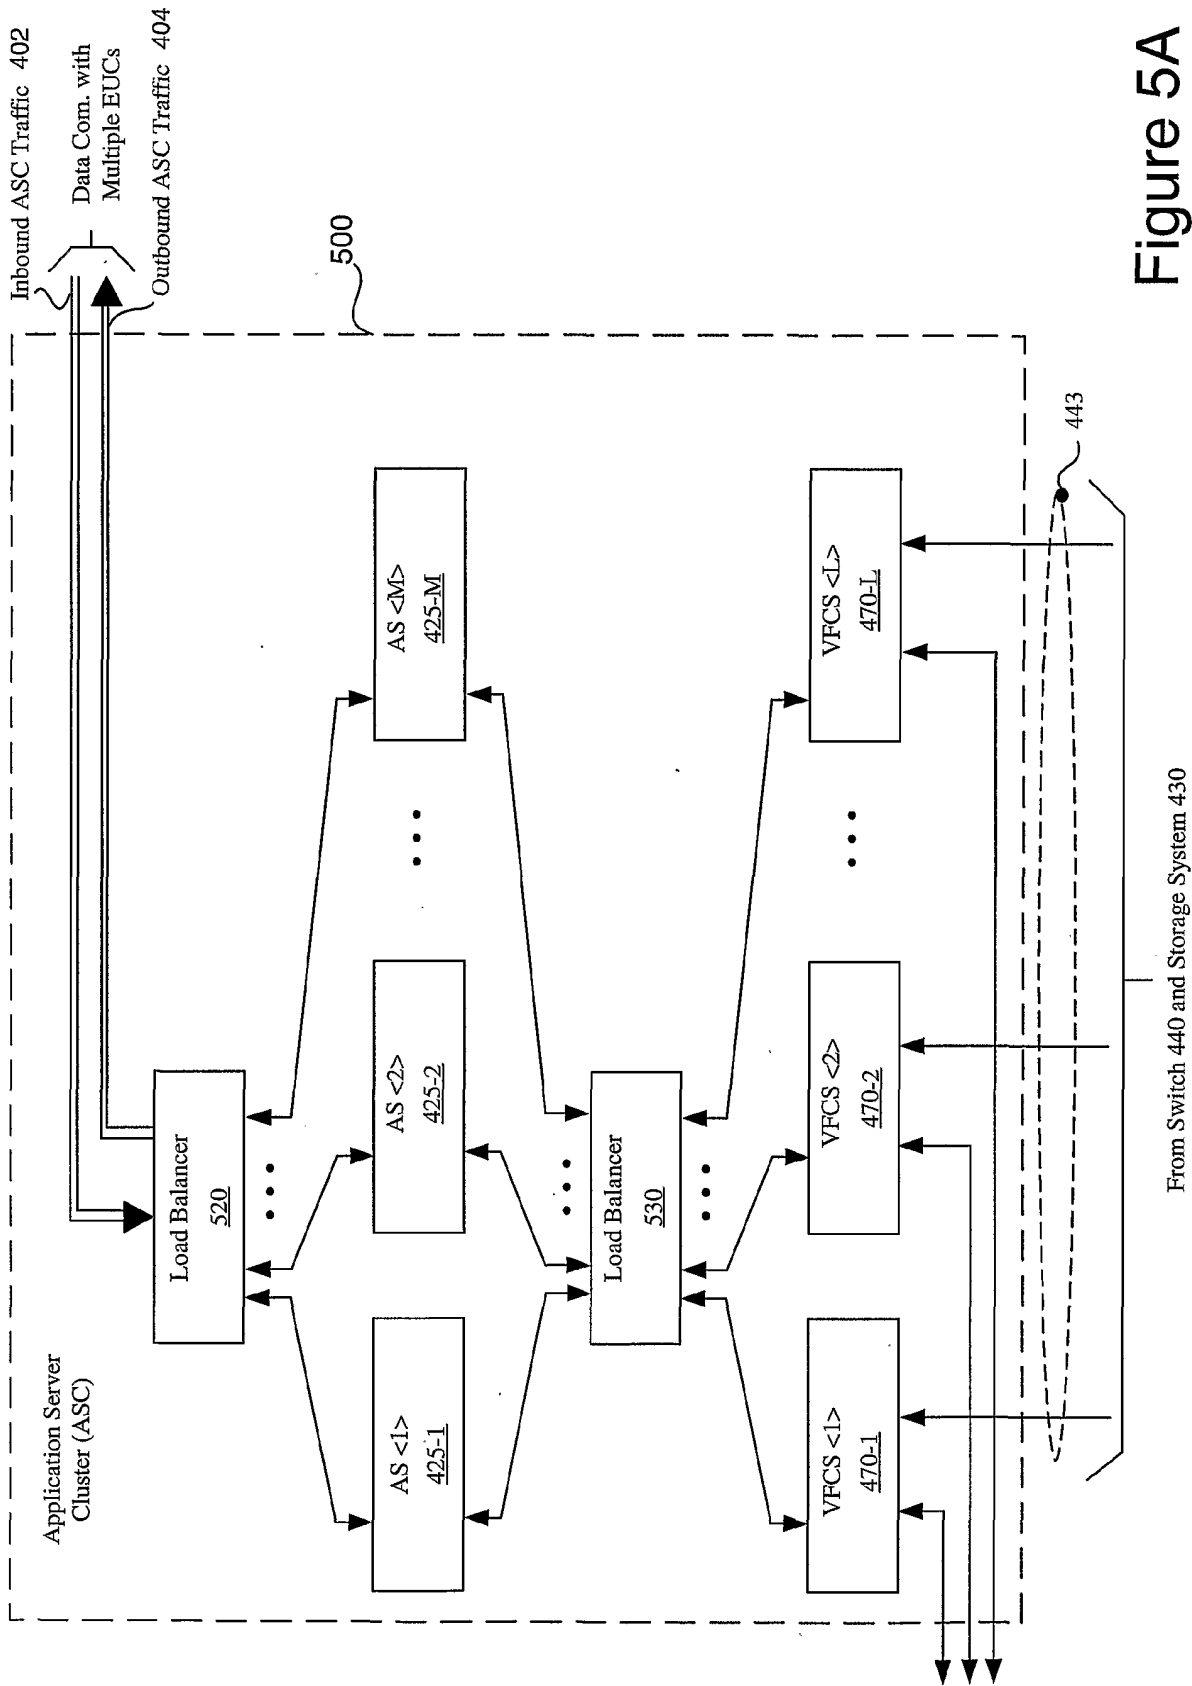 Inbound ASC Traffic 402
Data Com. with
Multiple EUCs
Outbound ASC Traffic 404
500
Application Server
Cluster (ASC)
Load Balancer
520
AS <1>
425-1
AS <2>
425-2
AS <M>
425-M
Load Balancer
530
VFCS <1>
470-1
VFCS <2>
470-2
VFCS <L>
470-L
443
From Switch 440 and Storage System 430
Figure 5A